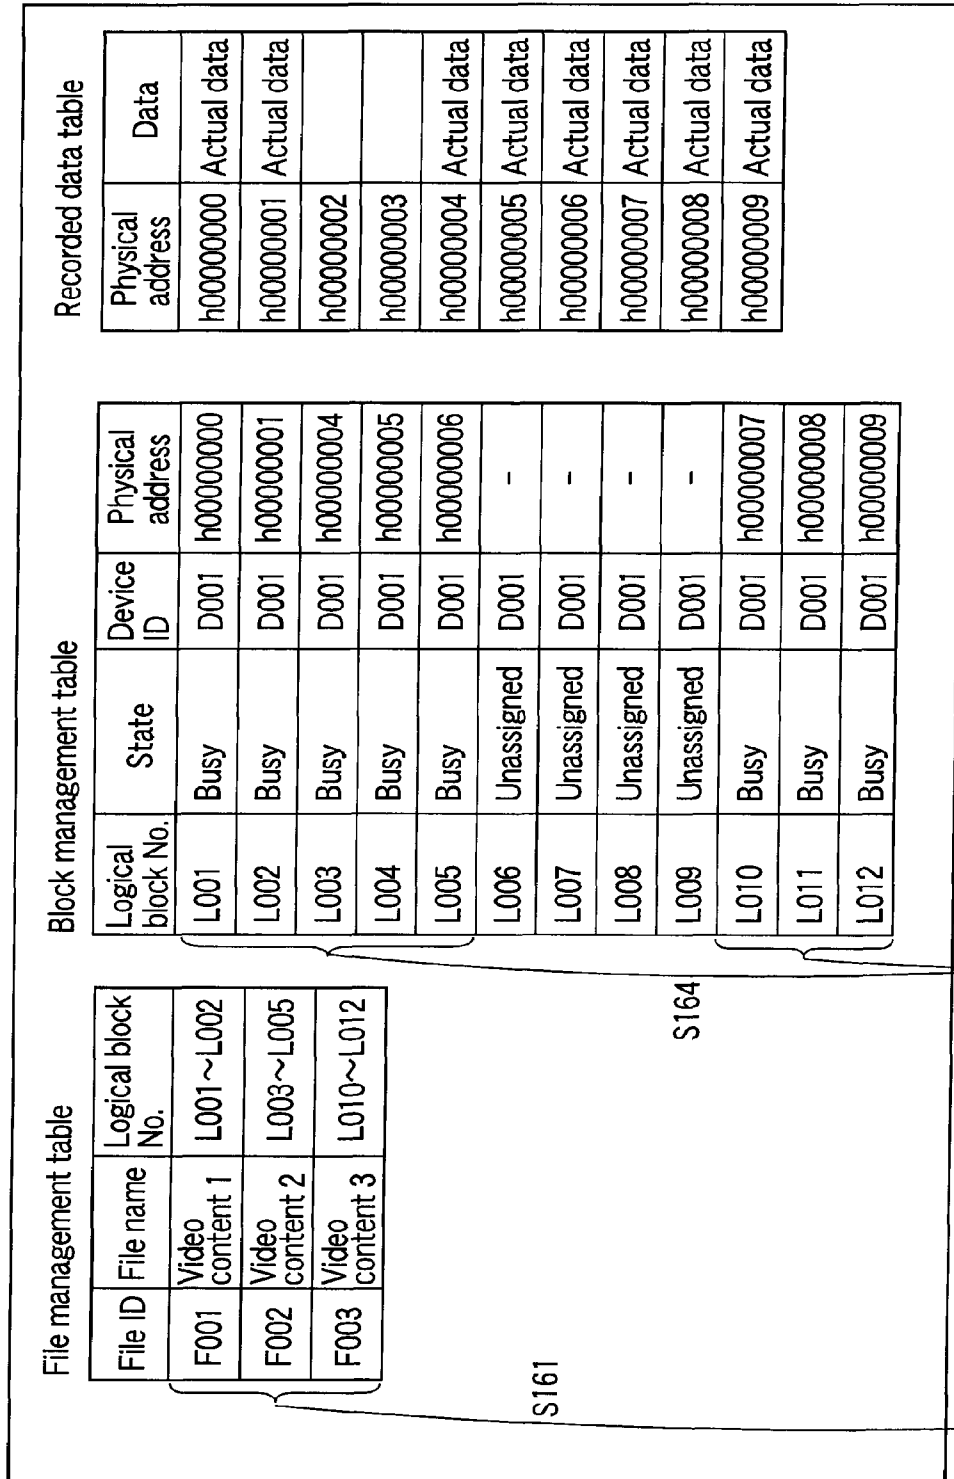 File management table
File ID File name Logical block
No.
F001 Video
content 1 L001~L002
F002 Video
content 2 L003~L005
F003 Video
content 3 L010~L012
S161
Block management table
Logical
block No. State Device
ID Physical
address
L001 Busy D001 h00000000
L002 Busy D001 h00000001
L003 Busy D001 h00000004
L004 Busy D001 h00000005
L005 Busy D001 h00000006
L006 Unassigned D001 -
L007 Unassigned D001 -
L008 Unassigned D001 -
L009 Unassigned D001 -
L010 Busy D001 h00000007
L011 Busy D001 h00000008
L012 Busy D001 h00000009
S164
Recorded data table
Physical
address Data
h00000000 Actual data
h00000001 Actual data
h00000002
h00000003
h00000004 Actual data
h00000005 Actual data
h00000006 Actual data
h00000007 Actual data
h00000008 Actual data
h00000009 Actual data